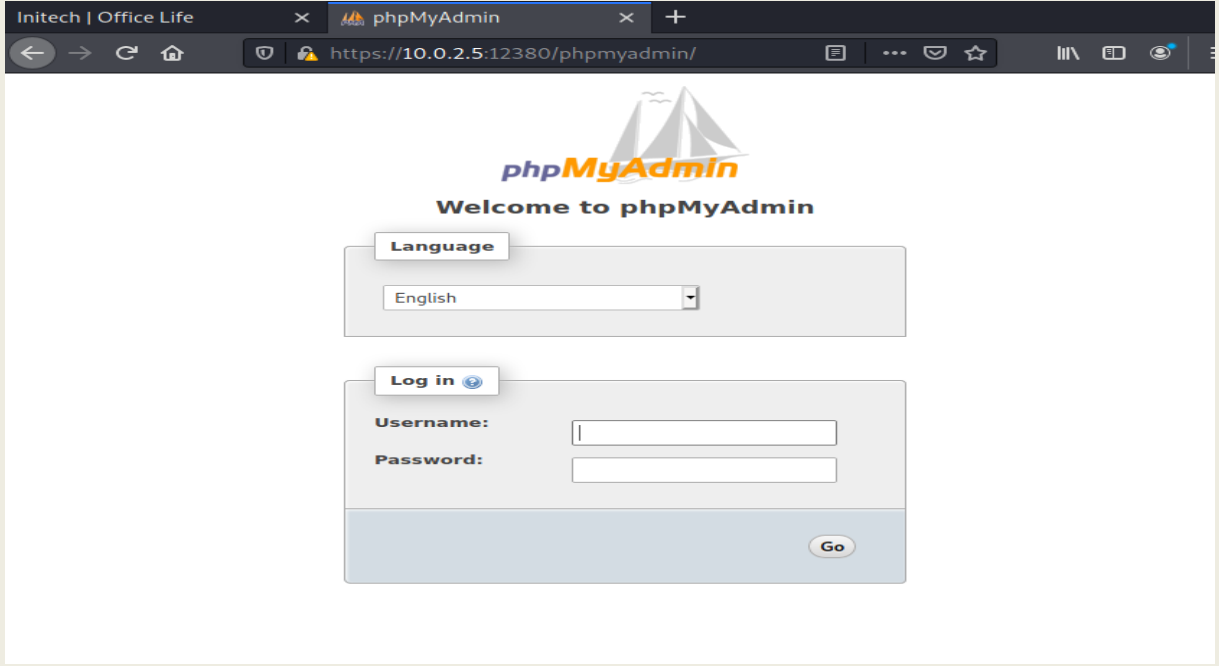 Initech | Office Life
phpMyAdmin
https://10.0.2.5:12380/phpmyadmin/
phpMyAdmin
Welcome to phpMyAdmin
Language
English
Log in
Username:
Password:
Go